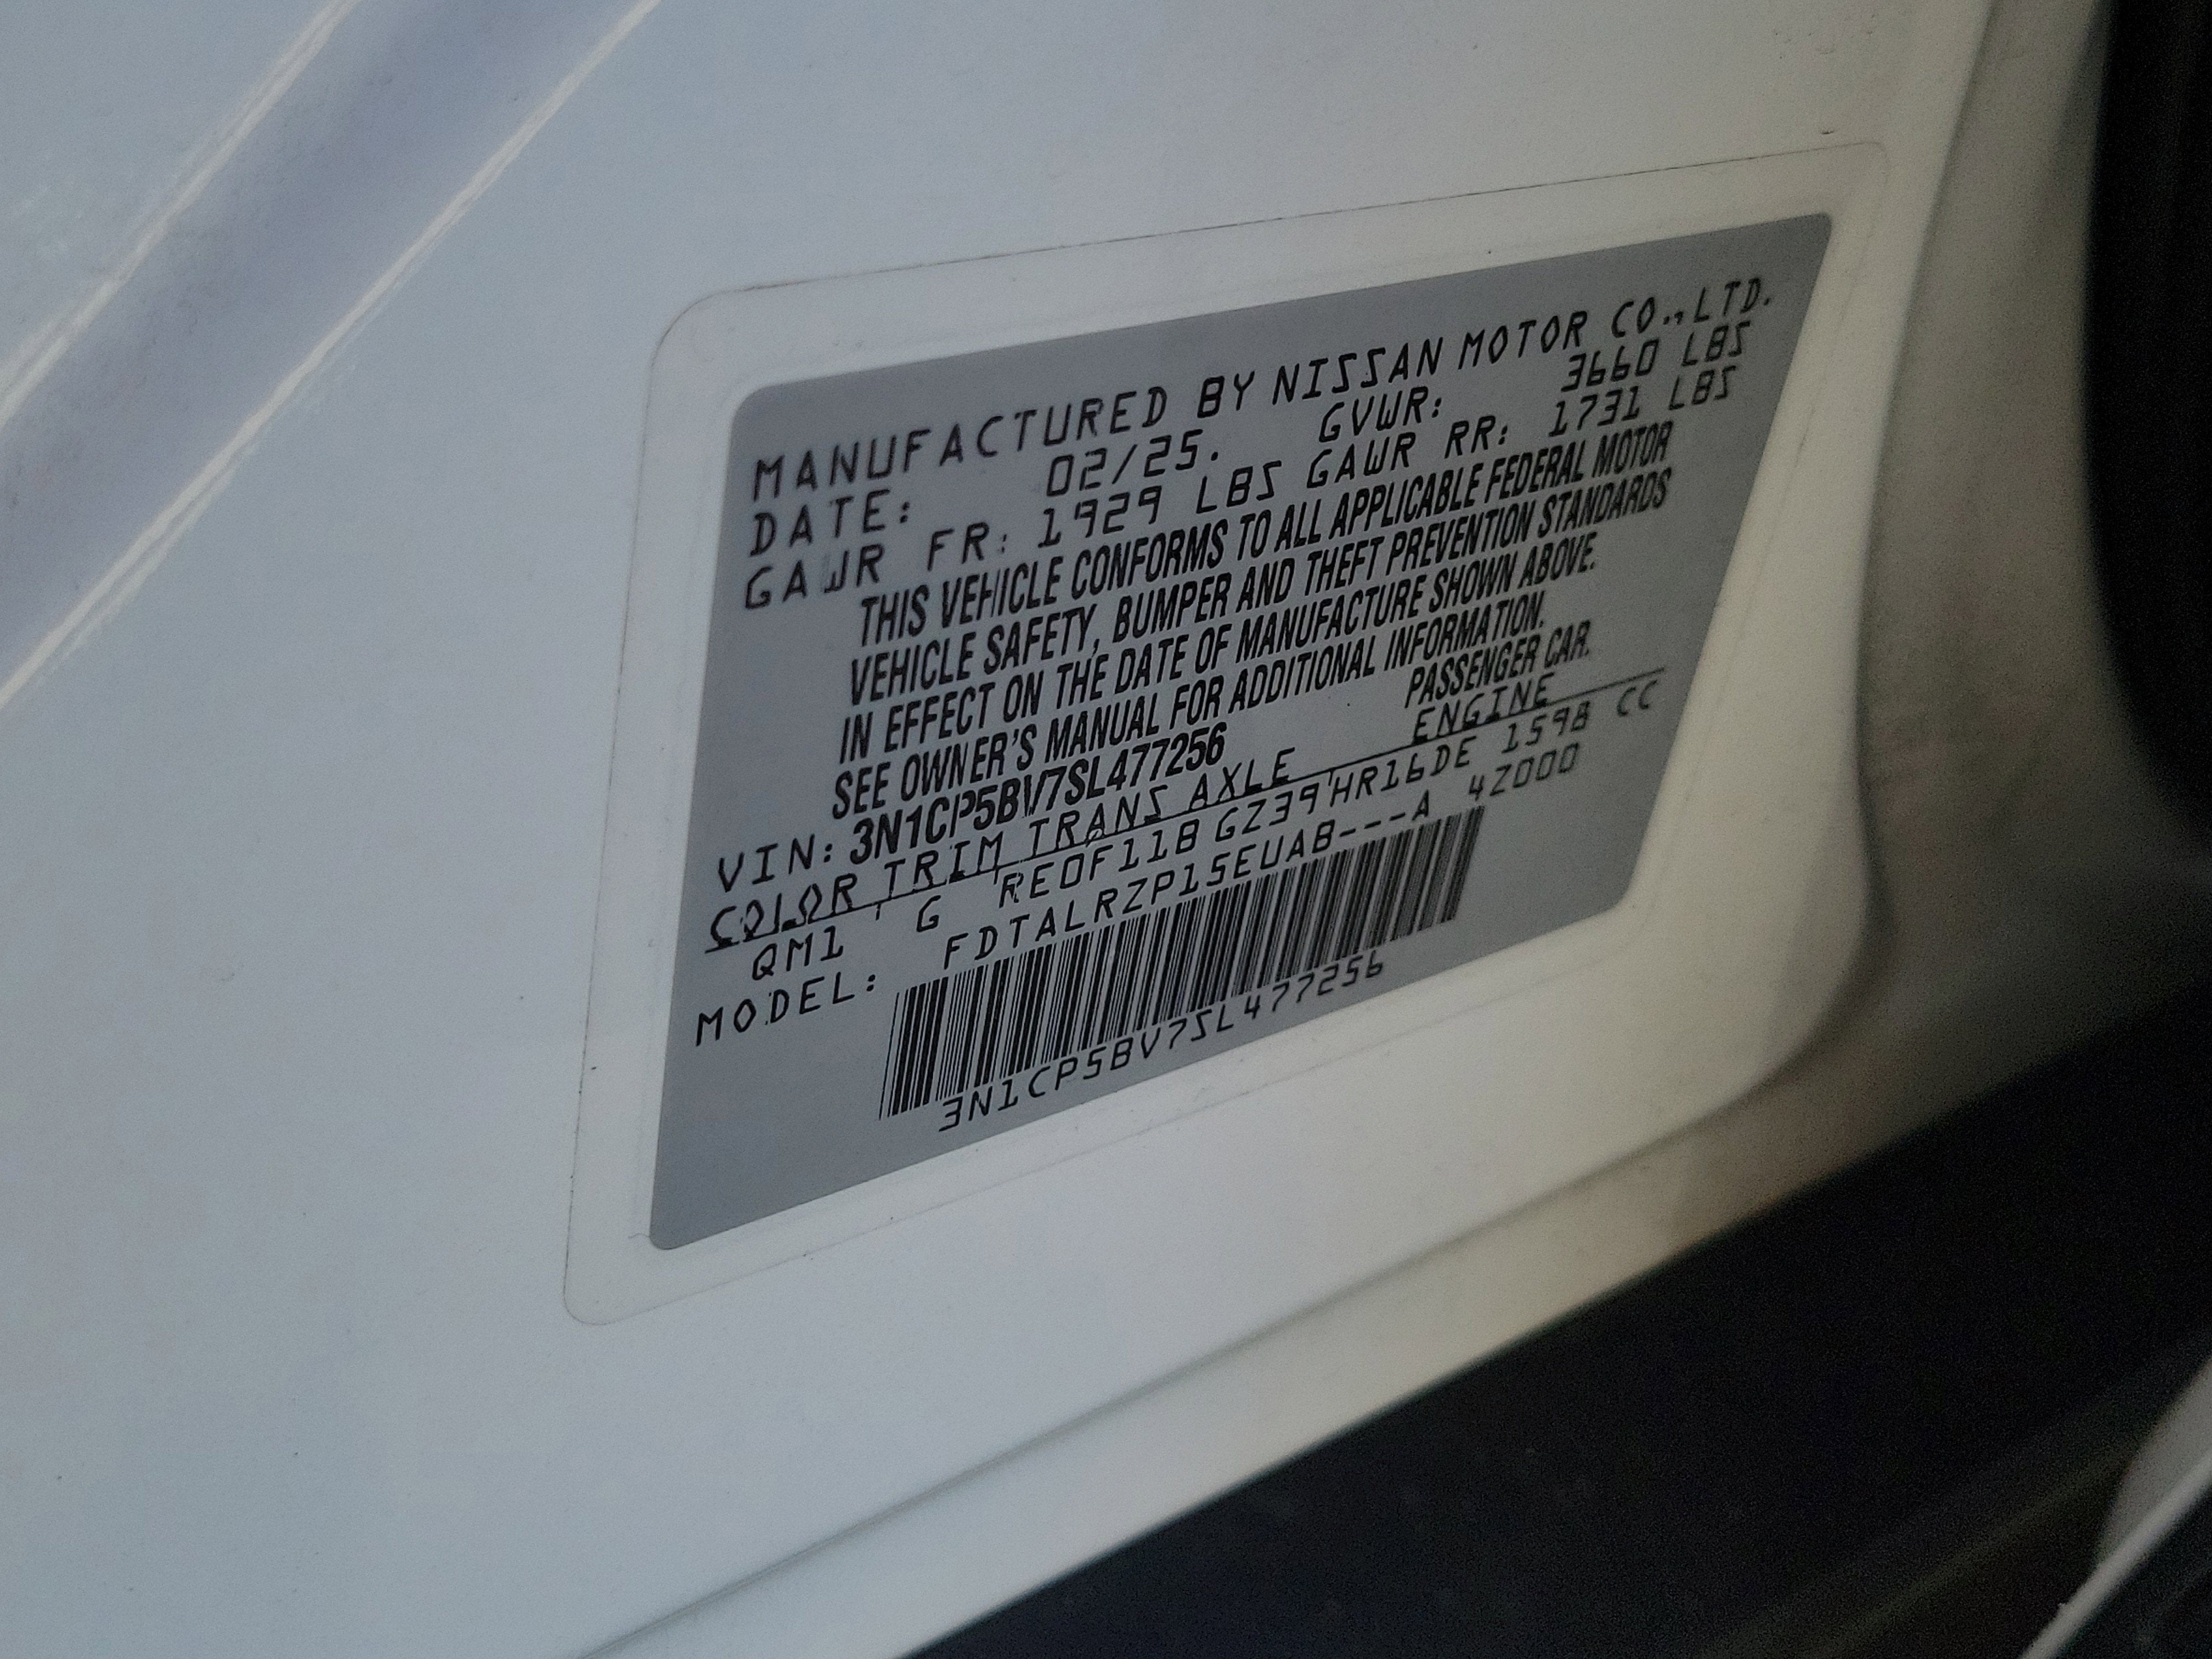 MANUFACTURED BY NISSAN MOTOR CO.,LTD.
DATE: 02/25. GVWR: 3660 LBS
GAWR FR: 1929 LBS GAWR RR: 1731 LBS
THIS VEHICLE CONFORMS TO ALL APPLICABLE FEDERAL MOTOR
VEHICLE SAFETY, BUMPER AND THEFT PREVENTION STANDARDS
IN EFFECT ON THE DATE OF MANUFACTURE SHOWN ABOVE.
SEE OWNER'S MANUAL FOR ADDITIONAL INFORMATION.
VIN: 3N1CP5BV7SL477256 PASSENGER CAR.
COLOR TRIM TRANS AXLE ENGINE
QM1 G RE0F11B GZ39 HR16DE 1598 CC
MODEL: FDTALRZP15EUAB---A 4Z000
3N1CP5BV7SL477256